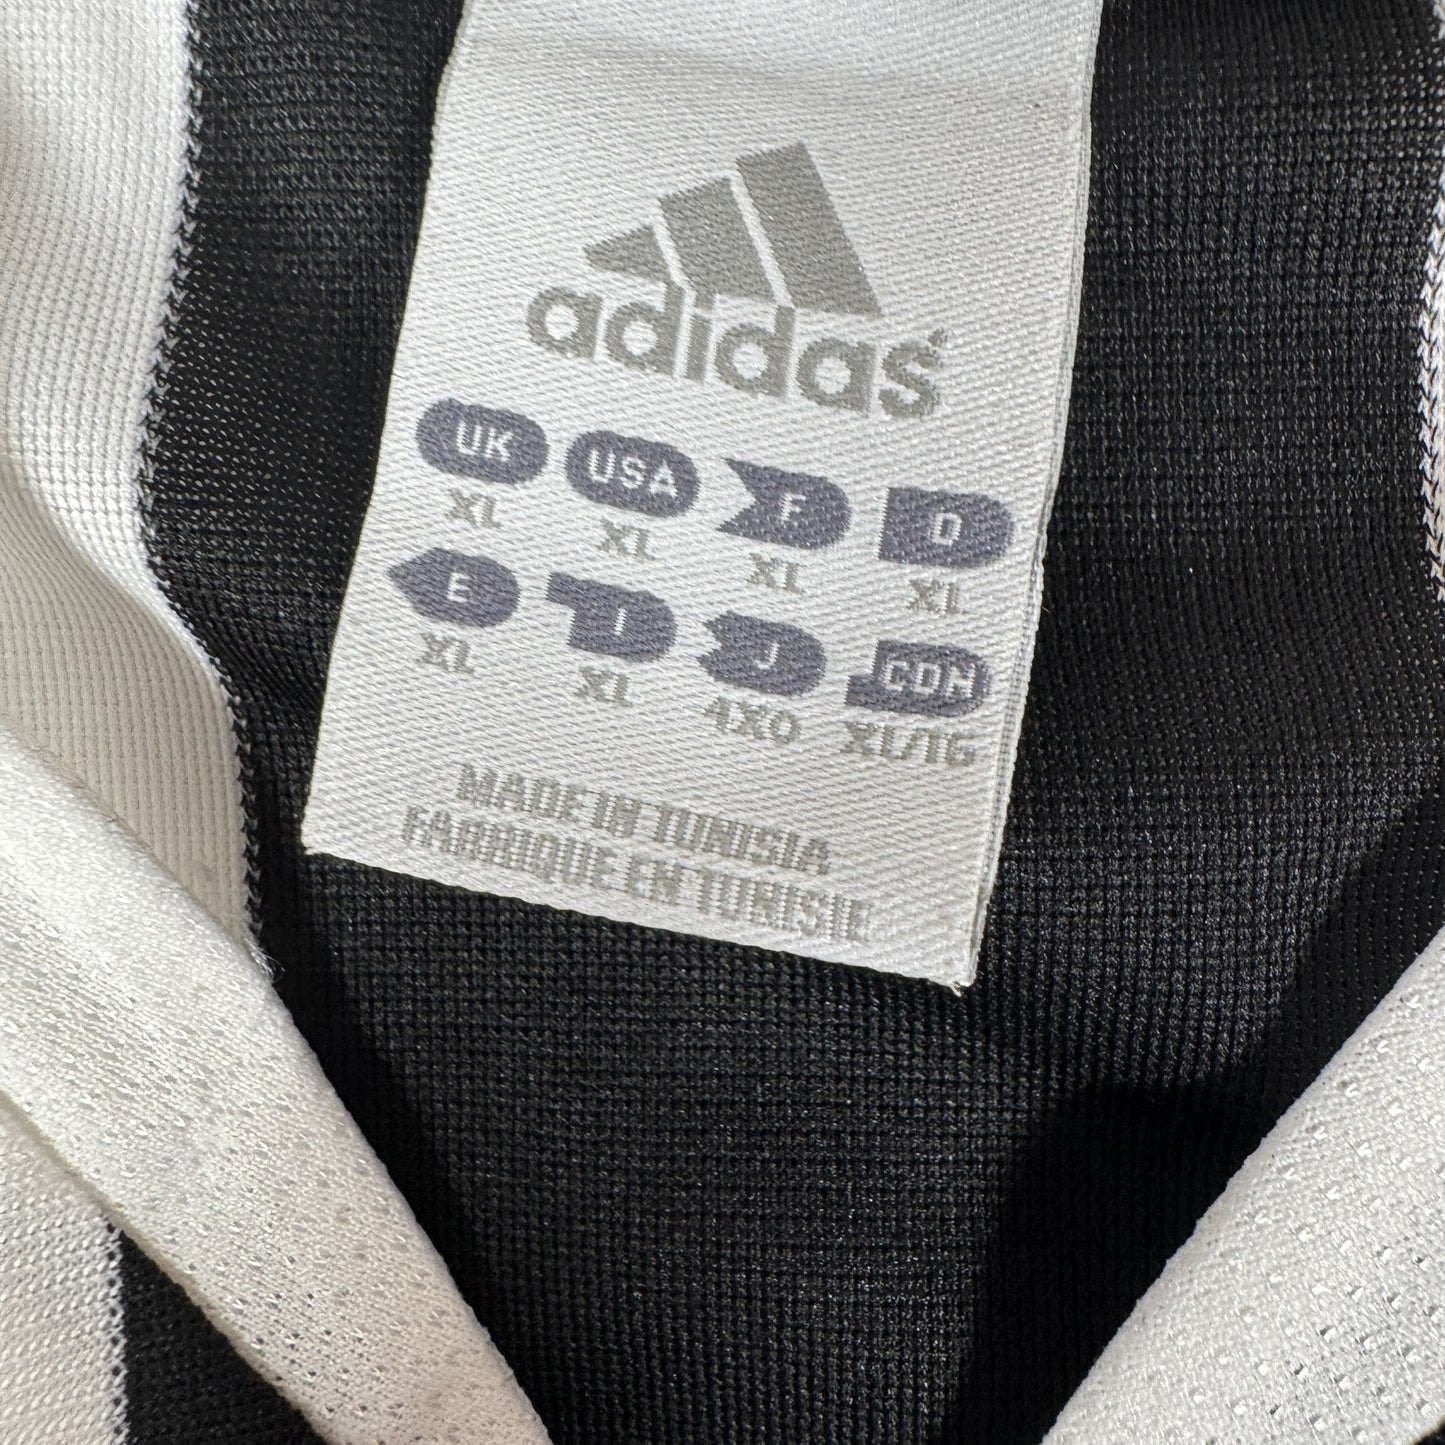 adidas
UK USA F D
XL XL XL XL
E I J CDN
XL XL 4XO XL/TG
MADE IN TUNISIA
FABRIQUE EN TUNISIE